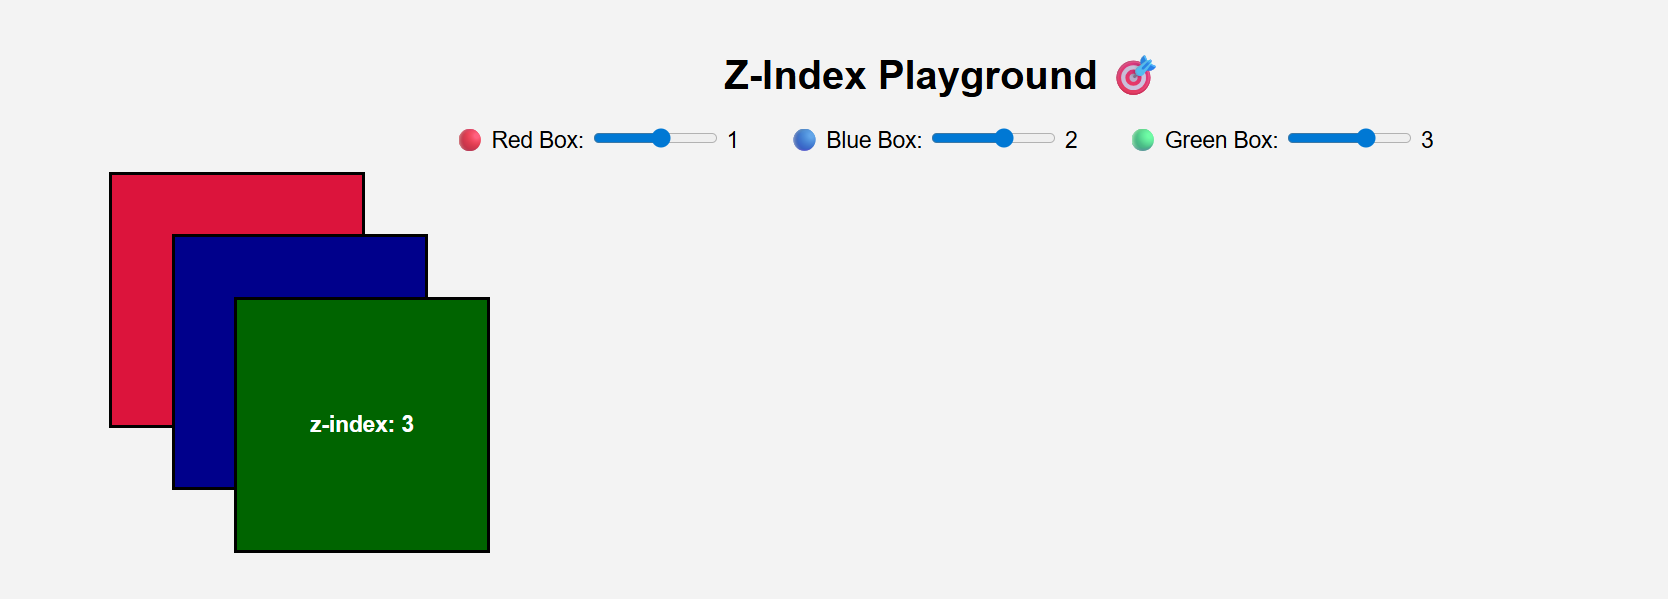 Z-Index Playground 🎯
🔴 Red Box: 1 🔵 Blue Box: 2 🟢 Green Box: 3
z-index: 3